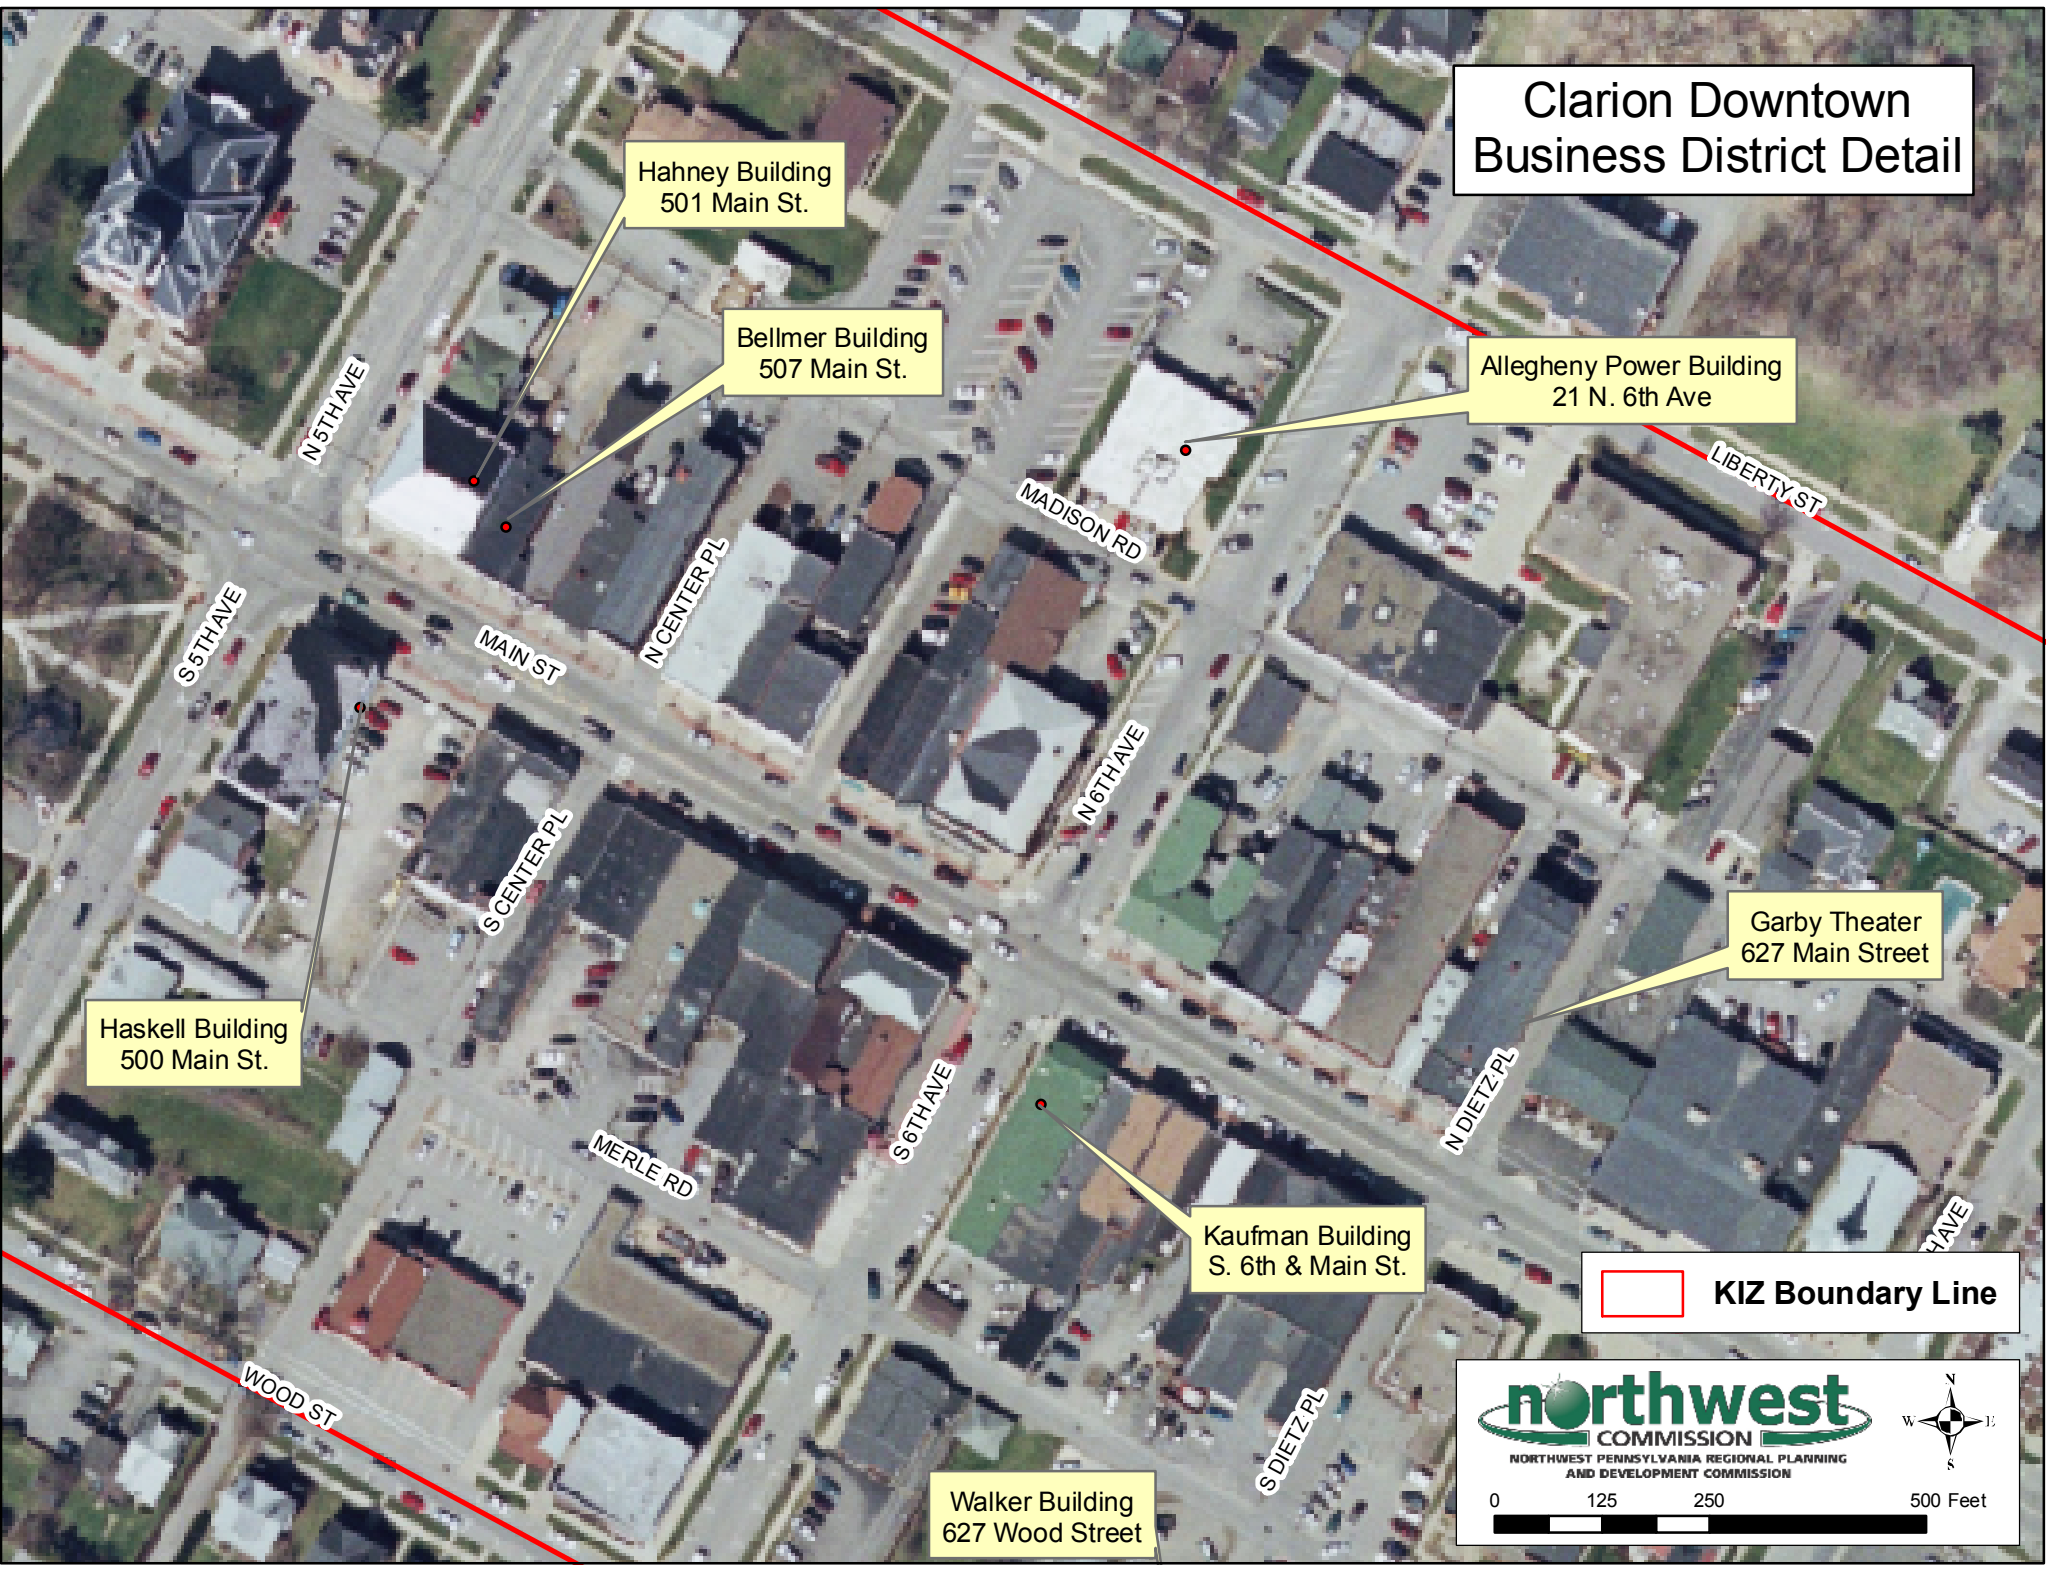 Clarion Downtown
Business District Detail
Hahney Building
501 Main St.
Bellmer Building
507 Main St.
Allegheny Power Building
21 N. 6th Ave
N 5TH AVE
LIBERTY ST
MADISON RD
N CENTER PL
S 5TH AVE
MAIN ST
N 6TH AVE
S CENTER PL
Garby Theater
627 Main Street
Haskell Building
500 Main St.
S 6TH AVE
N DIETZ PL
MERLE RD
Kaufman Building
S. 6th & Main St.
H AVE
KIZ Boundary Line
WOOD ST
S DIETZ PL
Walker Building
627 Wood Street
northwest
COMMISSION
NORTHWEST PENNSYLVANIA REGIONAL PLANNING
AND DEVELOPMENT COMMISSION
N
W E
S
0 125 250 500 Feet